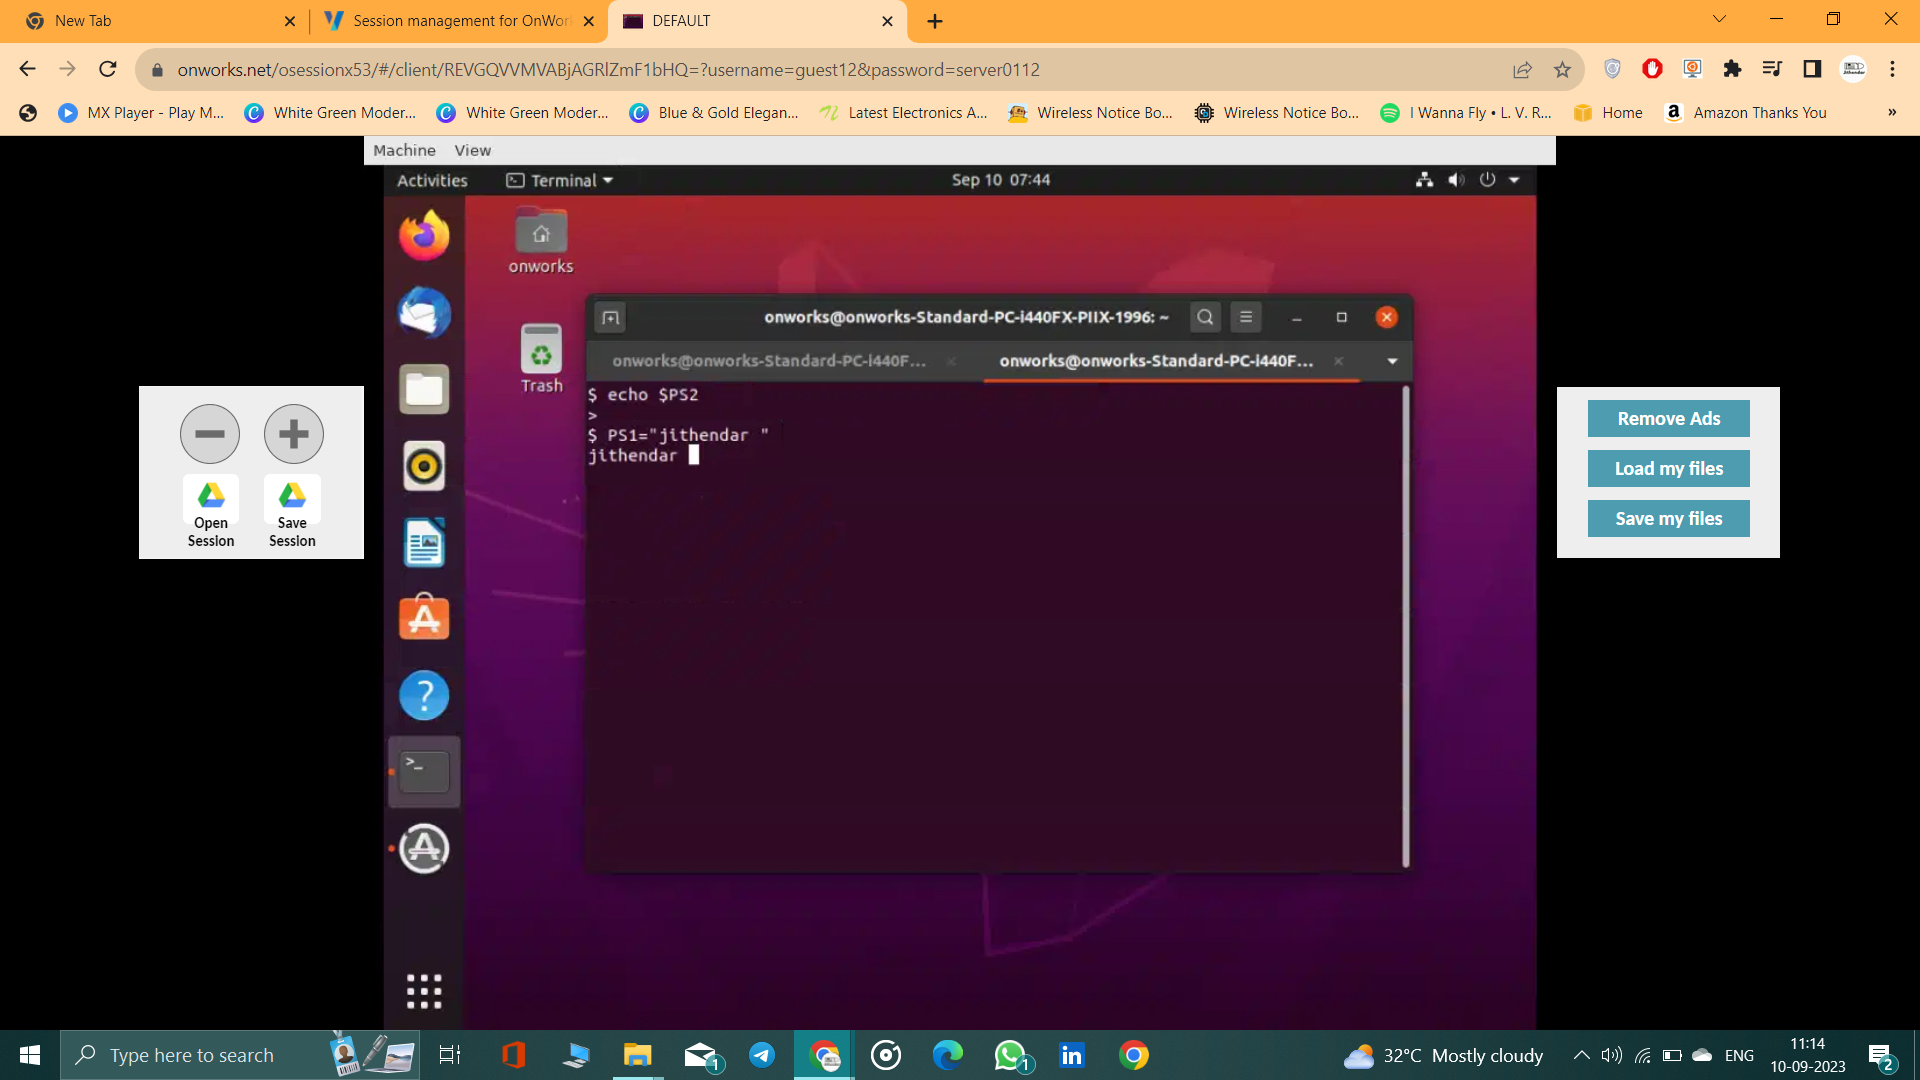 New Tab
Session management for OnWor
DEFAULT
onworks.net/osessionx53/#/client/REVGQVVMVABjAGRlZmF1bHQ=?username=guest12&password=server0112
MX Player - Play M...
White Green Moder...
White Green Moder...
Blue & Gold Elegan...
Latest Electronics A...
Wireless Notice Bo...
Wireless Notice Bo...
I Wanna Fly • L. V. R...
Home
Amazon Thanks You
»
Machine View
Activities
Terminal
Sep 10 07:44
onworks
Trash
onworks@onworks-Standard-PC-i440FX-PIIX-1996: ~
onworks@onworks-Standard-PC-i440F...
onworks@onworks-Standard-PC-i440F...
$ echo $PS2
>
$ PS1="jithendar "
jithendar
Open Session
Save Session
Remove Ads
Load my files
Save my files
Type here to search
1
1
32°C Mostly cloudy
ENG
11:14
10-09-2023
2